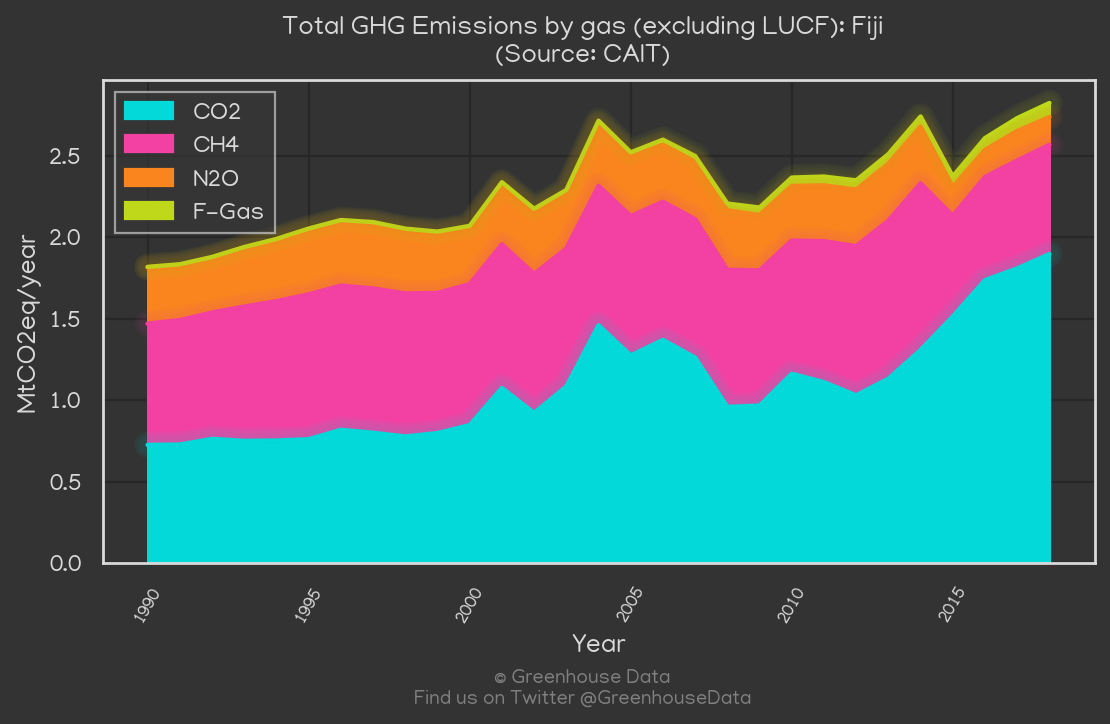 Total GHG Emissions by gas (excluding LUCF): Fiji
(Source: CAIT)
CO2
CH4
N2O
F-Gas
2.5
2.0
1.5
1.0
0.5
0.0
MtCO2eq/year
1990
1995
2000
2005
2010
2015
Year
© Greenhouse Data
Find us on Twitter @GreenhouseData